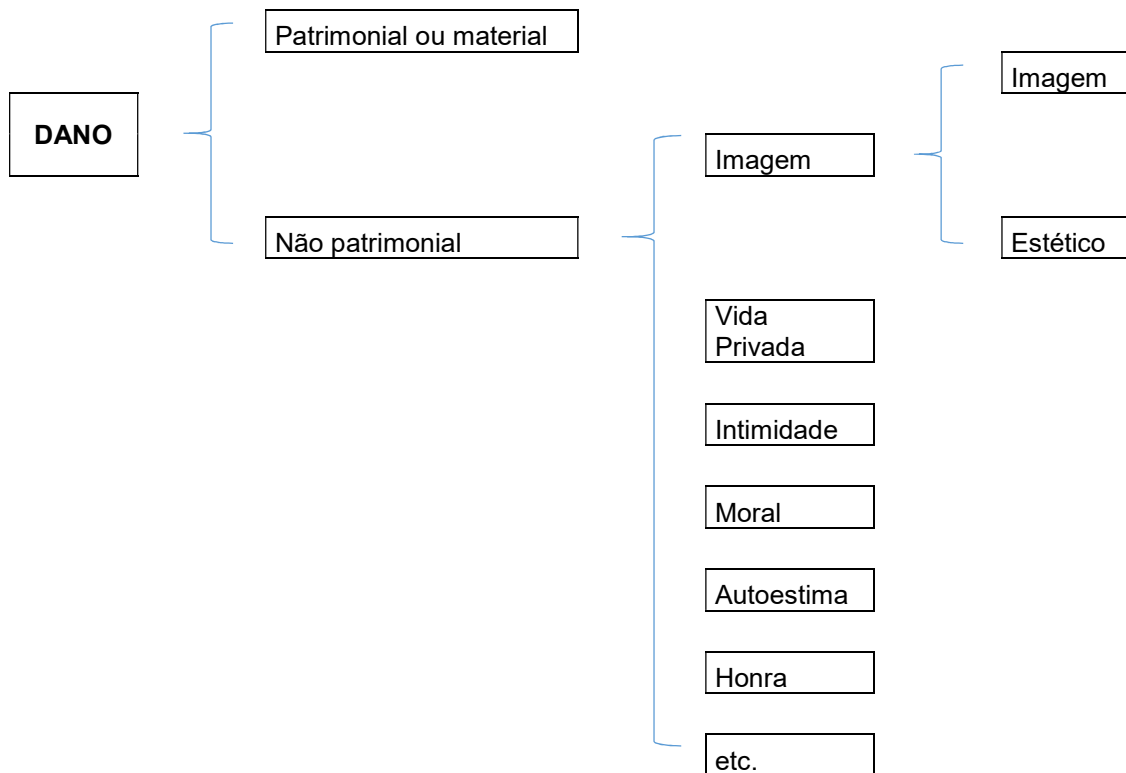 Patrimonial ou material
Imagem
DANO
Imagem
Não patrimonial
Estético
Vida
Privada
Intimidade
Moral
Autoestima
Honra
etc.